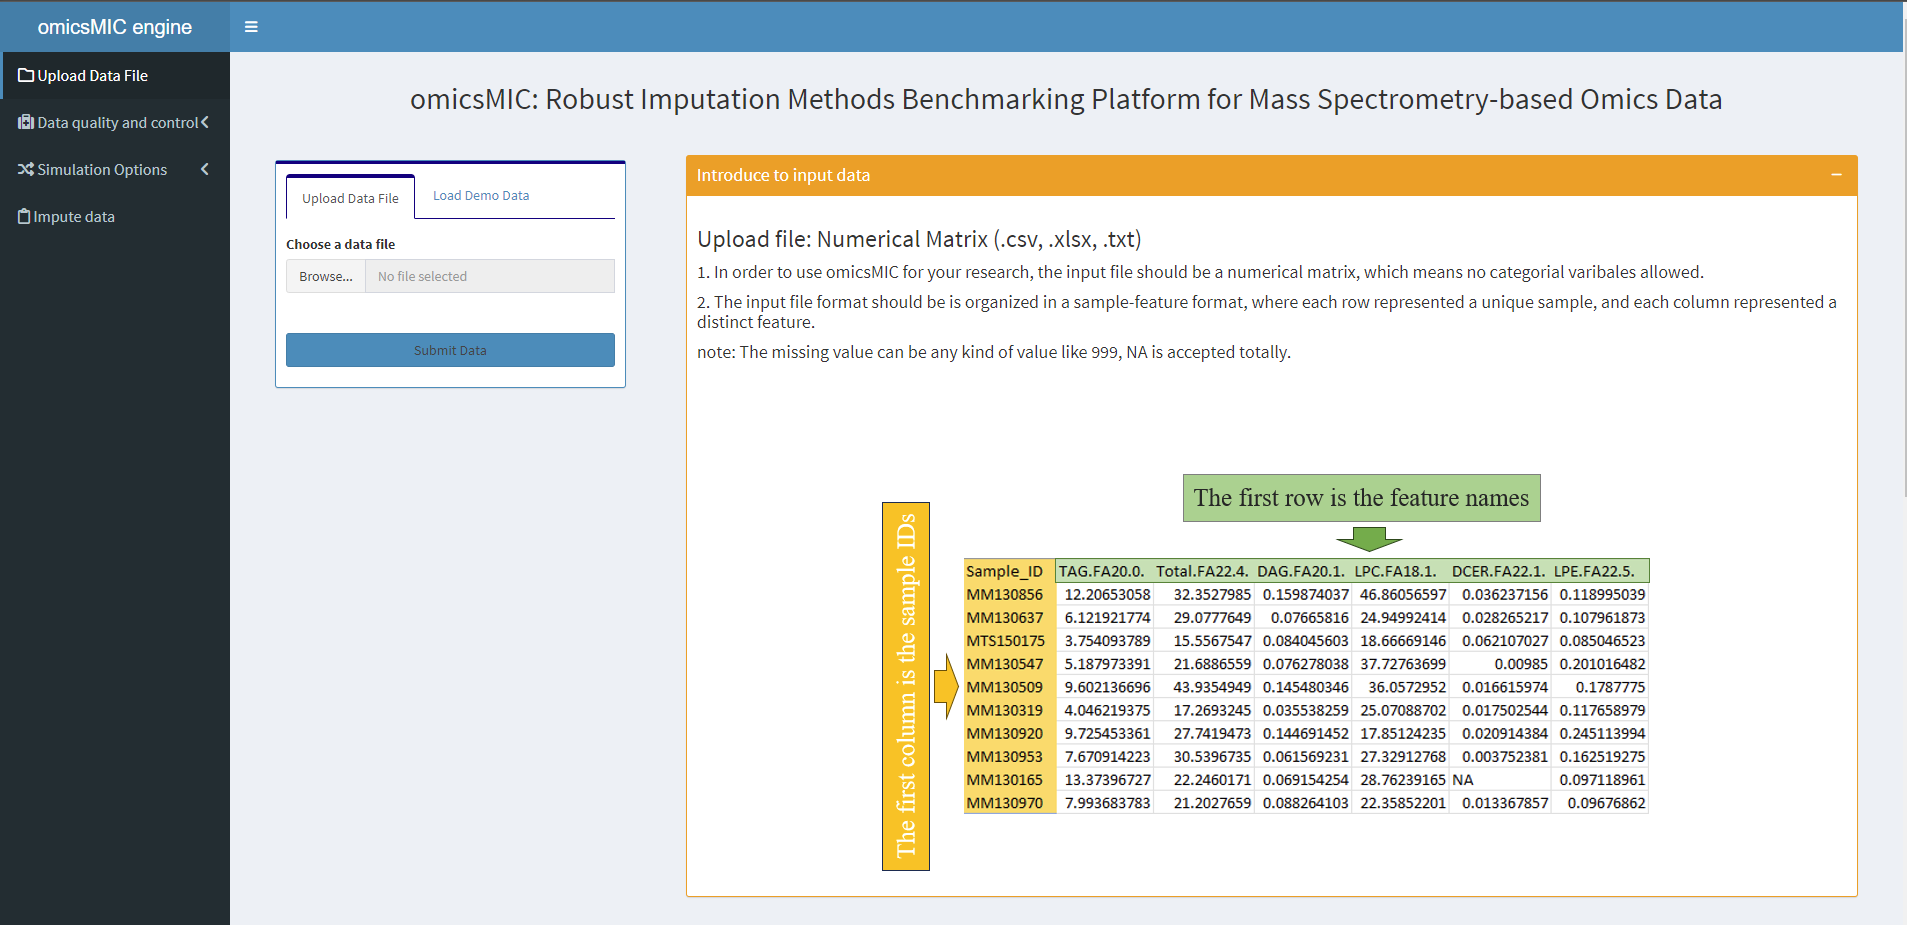 omicsMIC engine
Upload Data File
Data quality and control
Simulation Options
Impute data
omicsMIC: Robust Imputation Methods Benchmarking Platform for Mass Spectrometry-based Omics Data
Upload Data File
Load Demo Data
Choose a data file
Browse... No file selected
Submit Data
Introduce to input data
Upload file: Numerical Matrix (.csv, .xlsx, .txt)
1. In order to use omicsMIC for your research, the input file should be a numerical matrix, which means no categorial varibales allowed.
2. The input file format should be is organized in a sample-feature format, where each row represented a unique sample, and each column represented a
distinct feature.
note: The missing value can be any kind of value like 999, NA is accepted totally.
The first row is the feature names
The first column is the sample IDs
Sample_ID TAG.FA20.0. Total.FA22.4. DAG.FA20.1. LPC.FA18.1. DCER.FA22.1. LPE.FA22.5.
MM130856 12.20653058 32.3527985 0.159874037 46.86056597 0.036237156 0.118995039
MM130637 6.121921774 29.0777649 0.07665816 24.94992414 0.028265217 0.107961873
MTS150175 3.754093789 15.5567547 0.084045603 18.66669146 0.062107027 0.085046523
MM130547 5.187973391 21.6886559 0.076278038 37.72763699 0.00985 0.201016482
MM130509 9.602136696 43.9354949 0.145480346 36.0572952 0.016615974 0.1787775
MM130319 4.046219375 17.2693245 0.035538259 25.07088702 0.017502544 0.117658979
MM130920 9.725453361 27.7419473 0.144691452 17.85124235 0.020914384 0.245113994
MM130953 7.670914223 30.5396735 0.061569231 27.32912768 0.003752381 0.162519275
MM130165 13.37396727 22.2460171 0.069154254 28.76239165 NA 0.097118961
MM130970 7.993683783 21.2027659 0.088264103 22.35852201 0.013367857 0.09676862